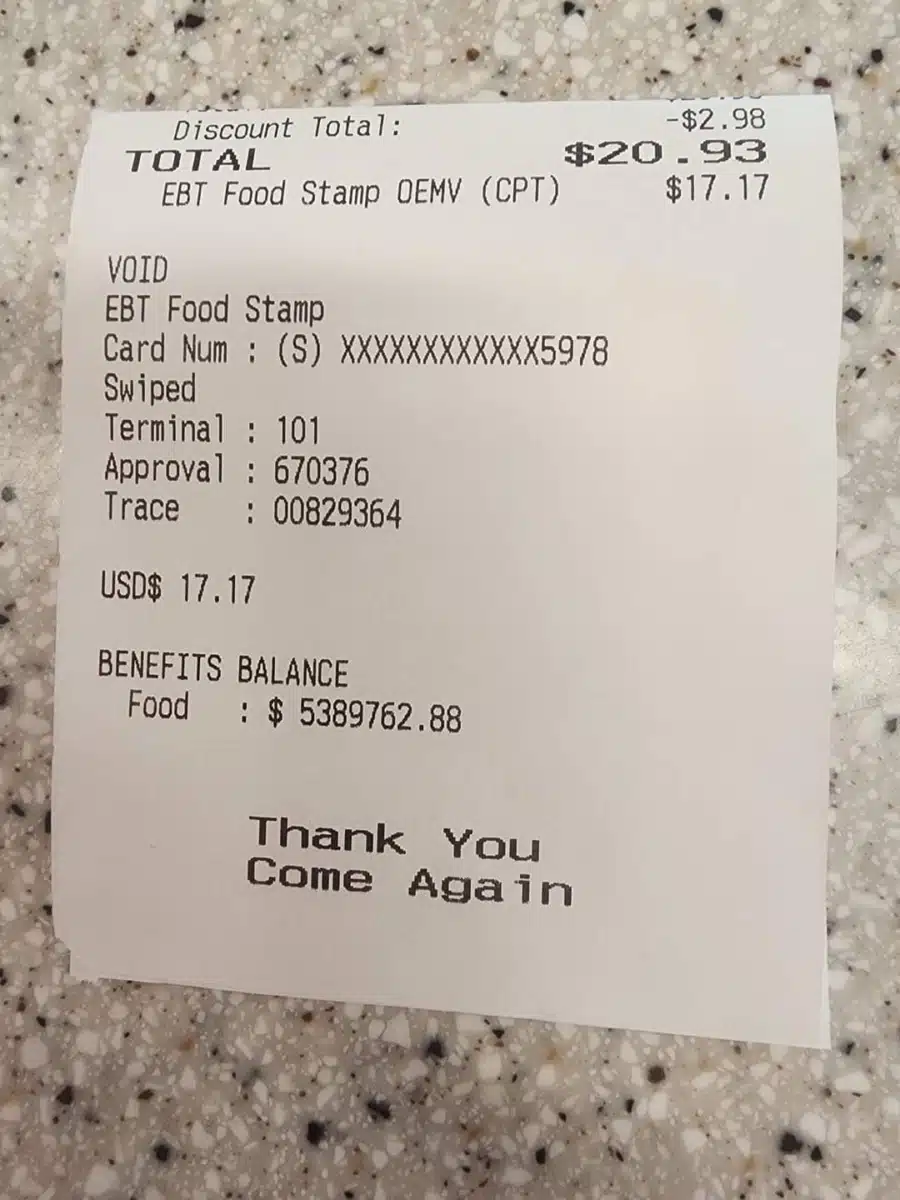 Discount Total: -$2.98
TOTAL $20.93
EBT Food Stamp OEMV (CPT) $17.17
VOID
EBT Food Stamp
Card Num : (S) XXXXXXXXXXXX5978
Swiped
Terminal : 101
Approval : 670376
Trace : 00829364
USD$ 17.17
BENEFITS BALANCE
Food : $ 5389762.88
Thank You
Come Again